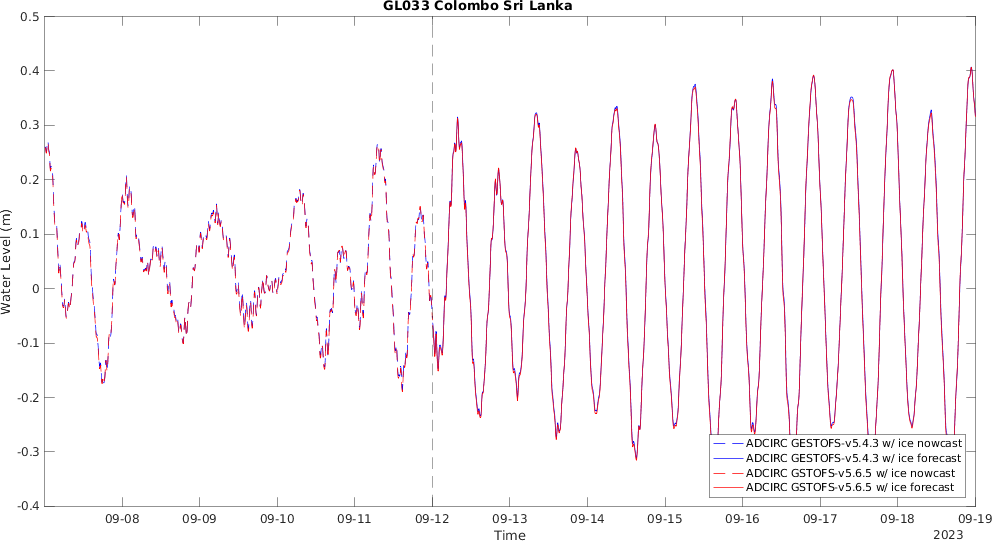 GL033 Colombo Sri Lanka
Water Level (m)
0.5
0.4
0.3
0.2
0.1
0
-0.1
-0.2
-0.3
-0.4
ADCIRC GESTOFS-v5.4.3 w/ ice nowcast
ADCIRC GESTOFS-v5.4.3 w/ ice forecast
ADCIRC GSTOFS-v5.6.5 w/ ice nowcast
ADCIRC GSTOFS-v5.6.5 w/ ice forecast
09-08 09-09 09-10 09-11 09-12 09-13 09-14 09-15 09-16 09-17 09-18 09-19
Time
2023